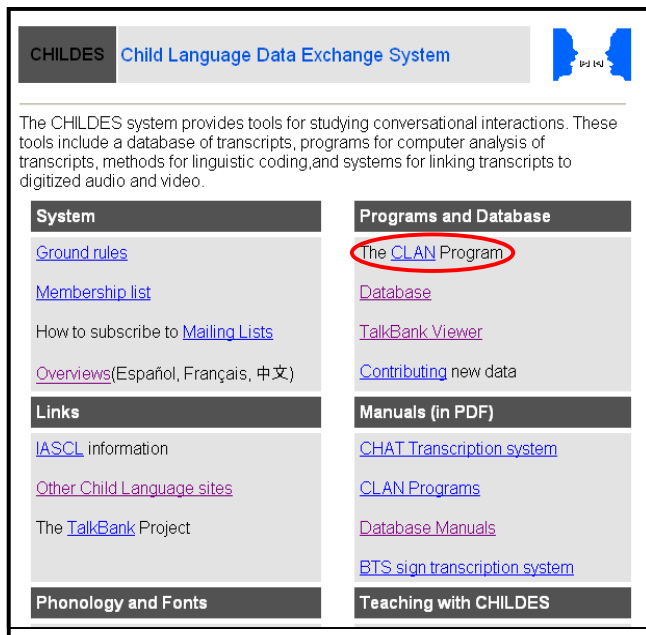 CHILDES Child Language Data Exchange System
The CHILDES system provides tools for studying conversational interactions. These
tools include a database of transcripts, programs for computer analysis of
transcripts, methods for linguistic coding,and systems for linking transcripts to
digitized audio and video.
System
Ground rules
Membership list
How to subscribe to Mailing Lists
Overviews(Español, Français, 中文)
Programs and Database
The CLAN Program
Database
TalkBank Viewer
Contributing new data
Links
IASCL information
Other Child Language sites
The TalkBank Project
Manuals (in PDF)
CHAT Transcription system
CLAN Programs
Database Manuals
BTS sign transcription system
Phonology and Fonts
Teaching with CHILDES